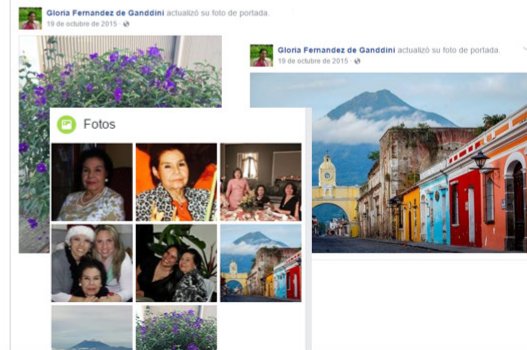 Gloria Fernandez de Ganddini actualizó su foto de portada.
19 de octubre de 2015 ·
Gloria Fernandez de Ganddini actualizó su foto de portada.
19 de octubre de 2015 ·
Fotos